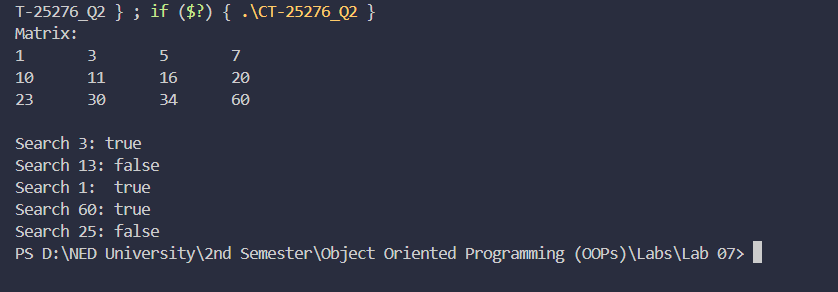 T-25276_Q2 } ; if ($?) { .\CT-25276_Q2 }
Matrix:
1 3 5 7
10 11 16 20
23 30 34 60
Search 3: true
Search 13: false
Search 1:  true
Search 60: true
Search 25: false
PS D:\NED University\2nd Semester\Object Oriented Programming (OOPs)\Labs\Lab 07>